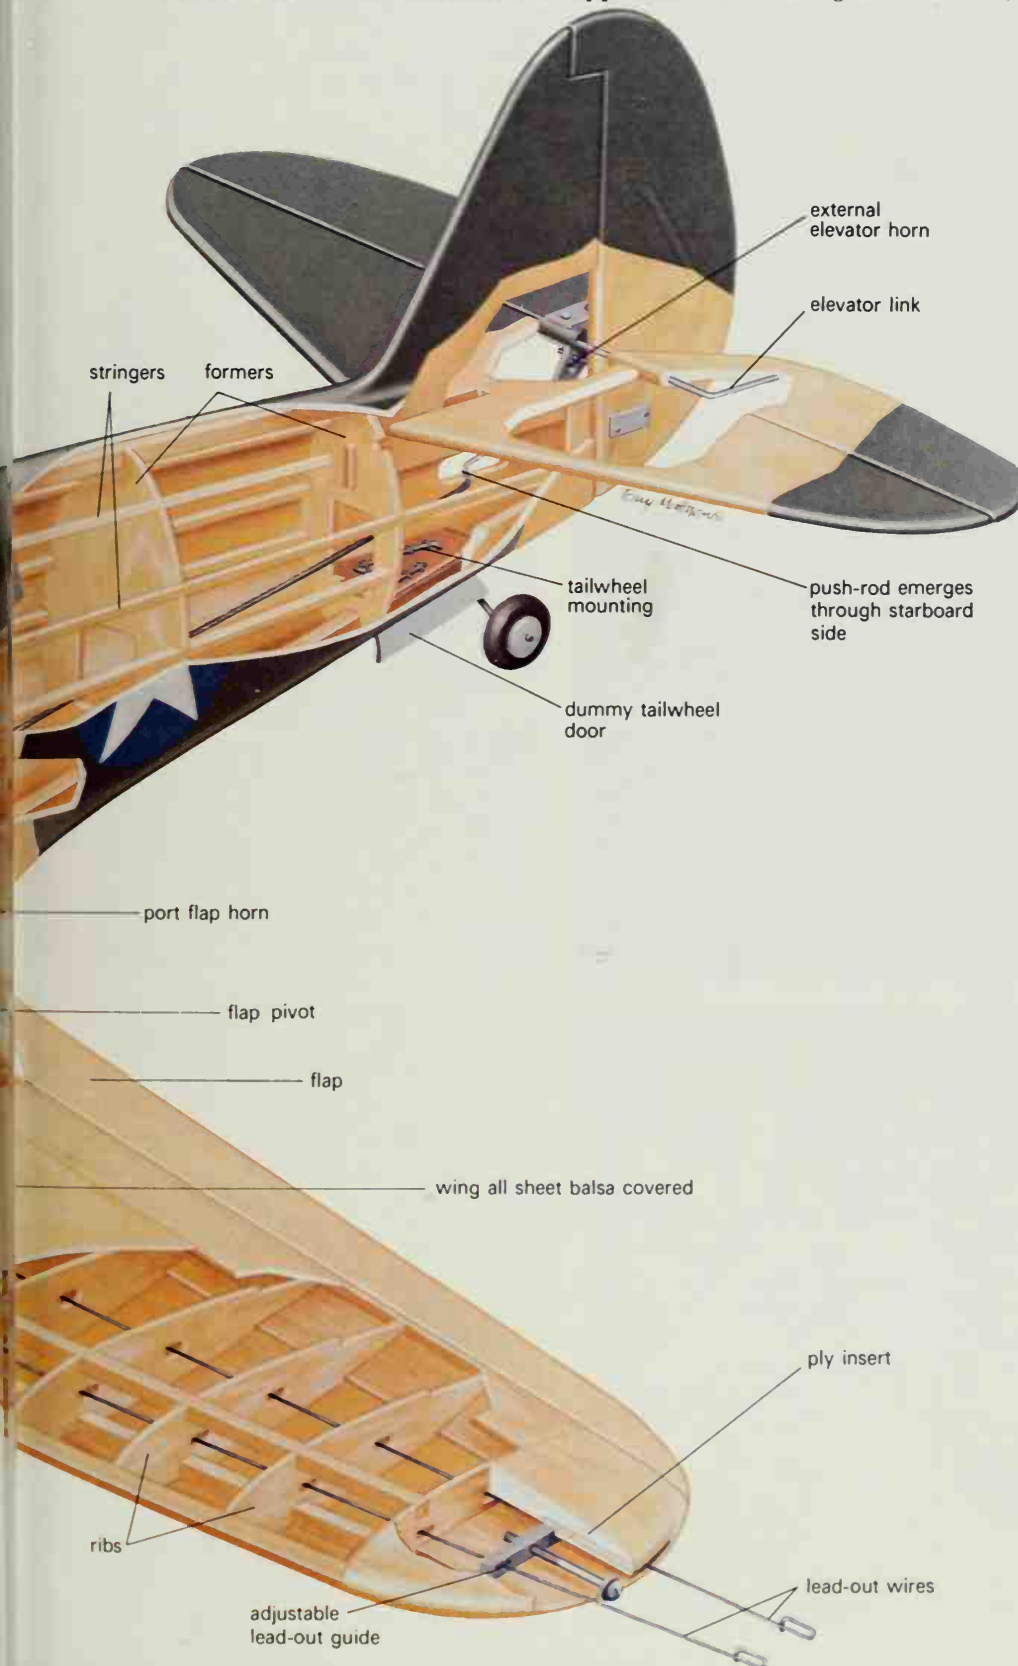 external
elevator horn
elevator link
stringers
formers
tailwheel
mounting
push-rod emerges
through starboard
side
dummy tailwheel
door
port flap horn
flap pivot
flap
wing all sheet balsa covered
ply insert
ribs
adjustable
lead-out guide
lead-out wires